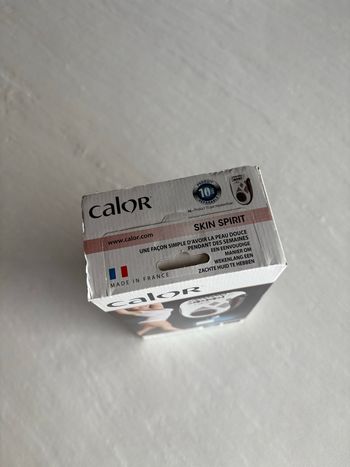 CALOR
10
www.calor.com
SKIN SPIRIT
UNE FAÇON SIMPLE D'AVOIR LA PEAU DOUCE
PENDANT DES SEMAINES
EEN EENVOUDIGE
MANIER OM
WEKENLANG EEN
ZACHTE HUID TE HEBBEN
MADE IN FRANCE
CALOR